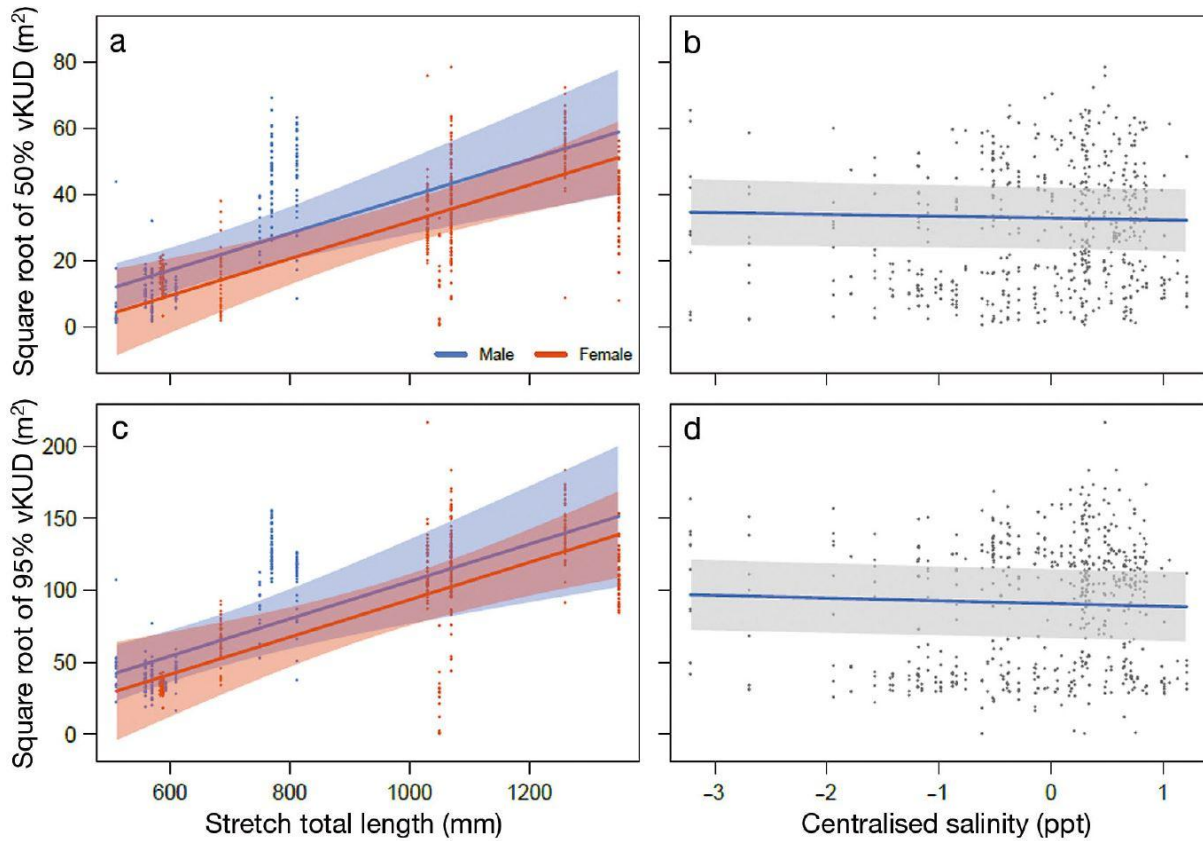 a
b
Square root of 50% vKUD (m²)
80
60
40
20
0
Male Female
c
d
Square root of 95% vKUD (m²)
200
150
100
50
0
600 800 1000 1200
–3 –2 –1 0 1
Stretch total length (mm)
Centralised salinity (ppt)